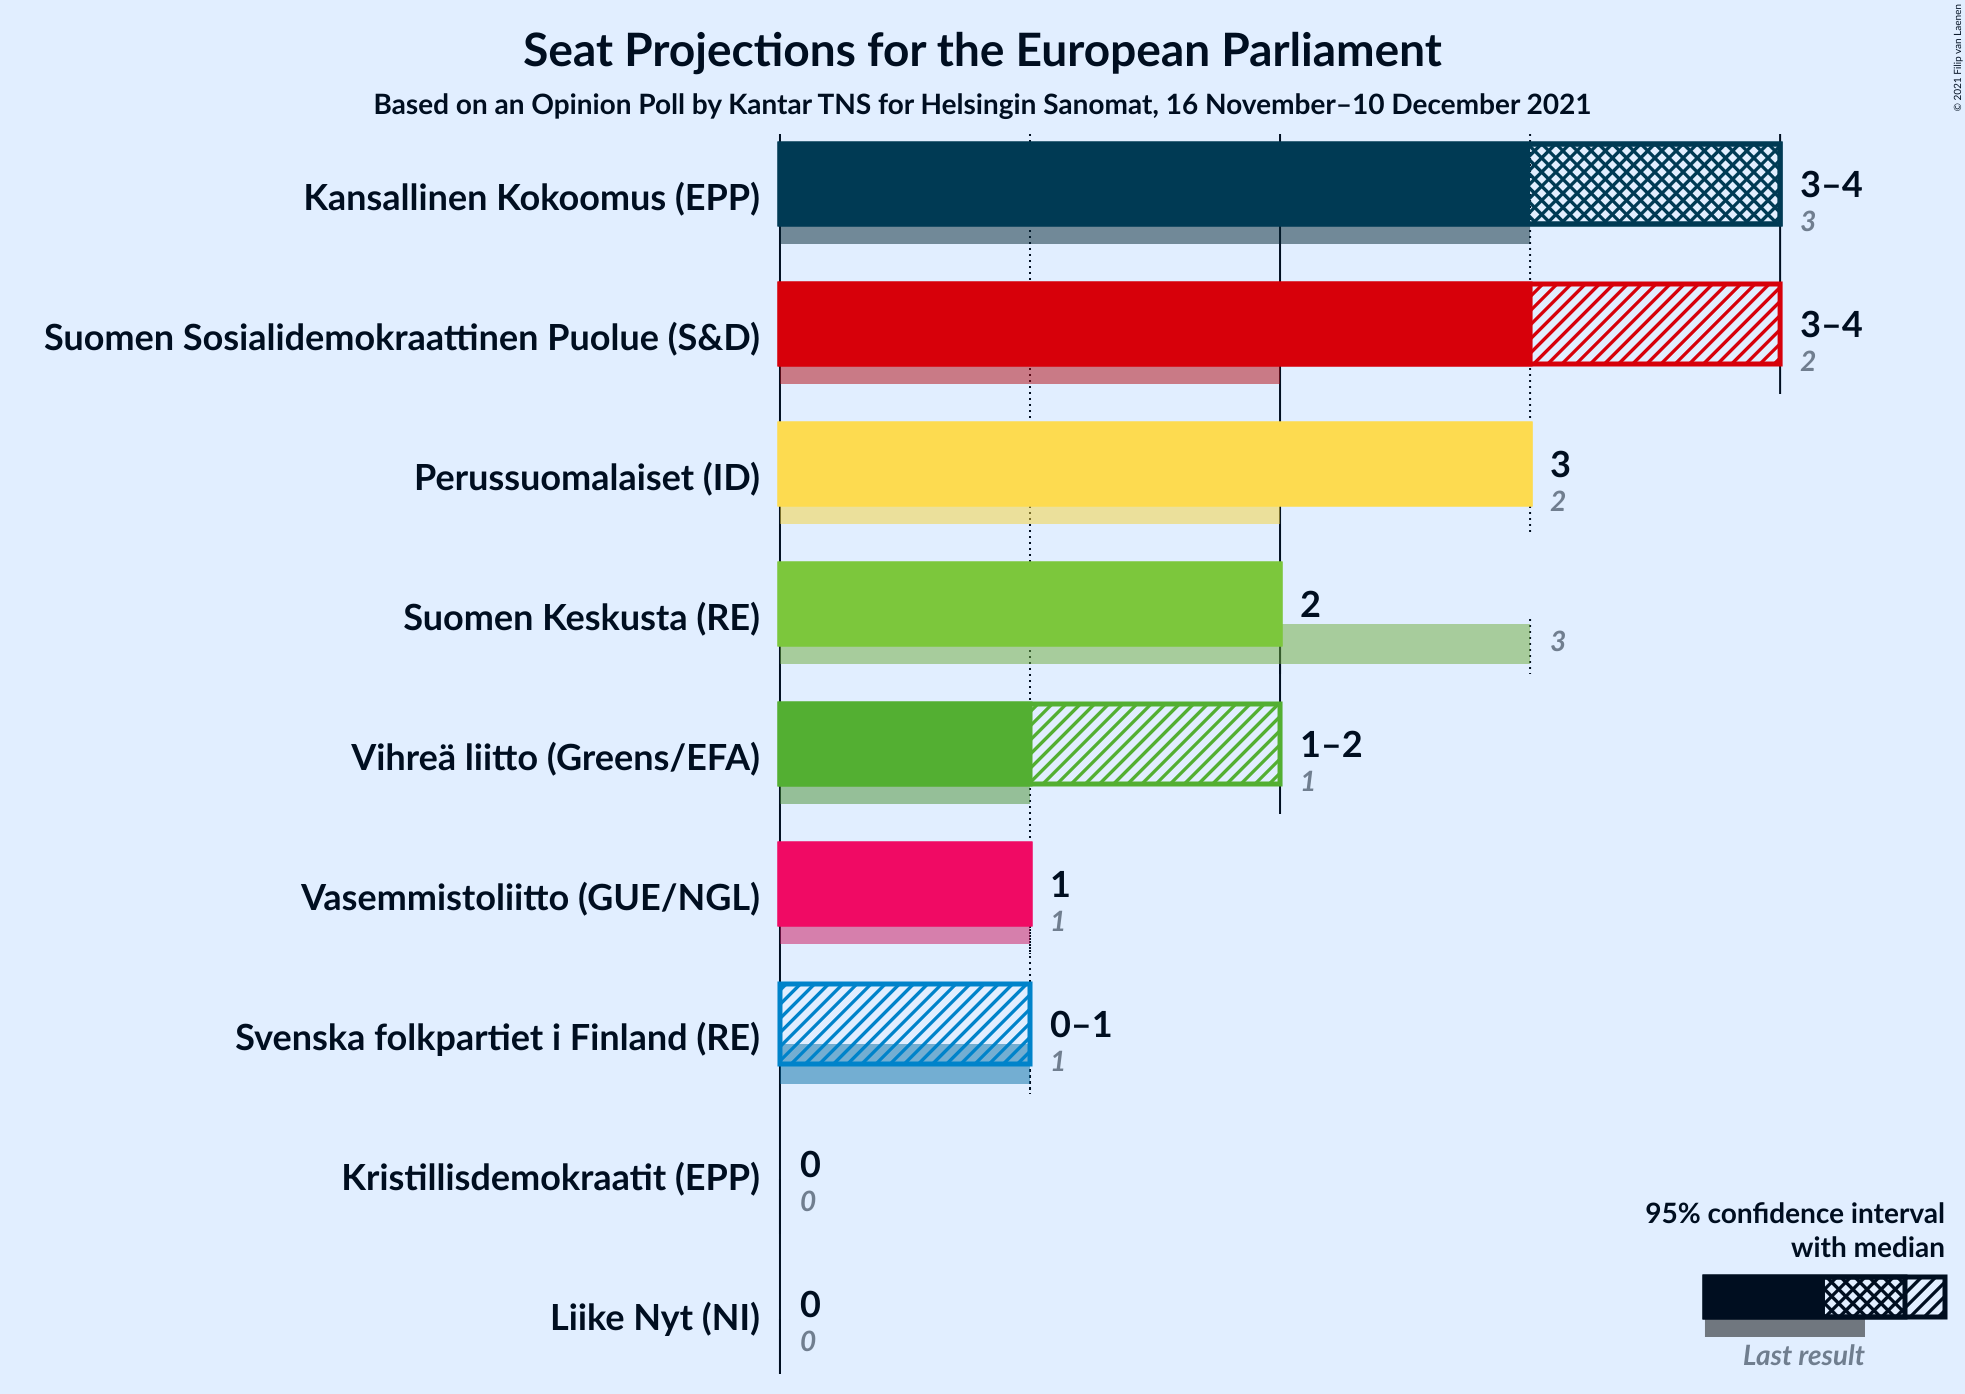 Seat Projections for the European Parliament
Based on an Opinion Poll by Kantar TNS for Helsingin Sanomat, 16 November–10 December 2021
© 2021 Filip van Laenen
Kansallinen Kokoomus (EPP)
3–4
3
Suomen Sosialidemokraattinen Puolue (S&D)
3–4
2
Perussuomalaiset (ID)
3
2
Suomen Keskusta (RE)
2
3
Vihreä liitto (Greens/EFA)
1–2
1
Vasemmistoliitto (GUE/NGL)
1
1
Svenska folkpartiet i Finland (RE)
0–1
1
Kristillisdemokraatit (EPP)
0
0
Liike Nyt (NI)
0
0
95% confidence interval
with median
Last result